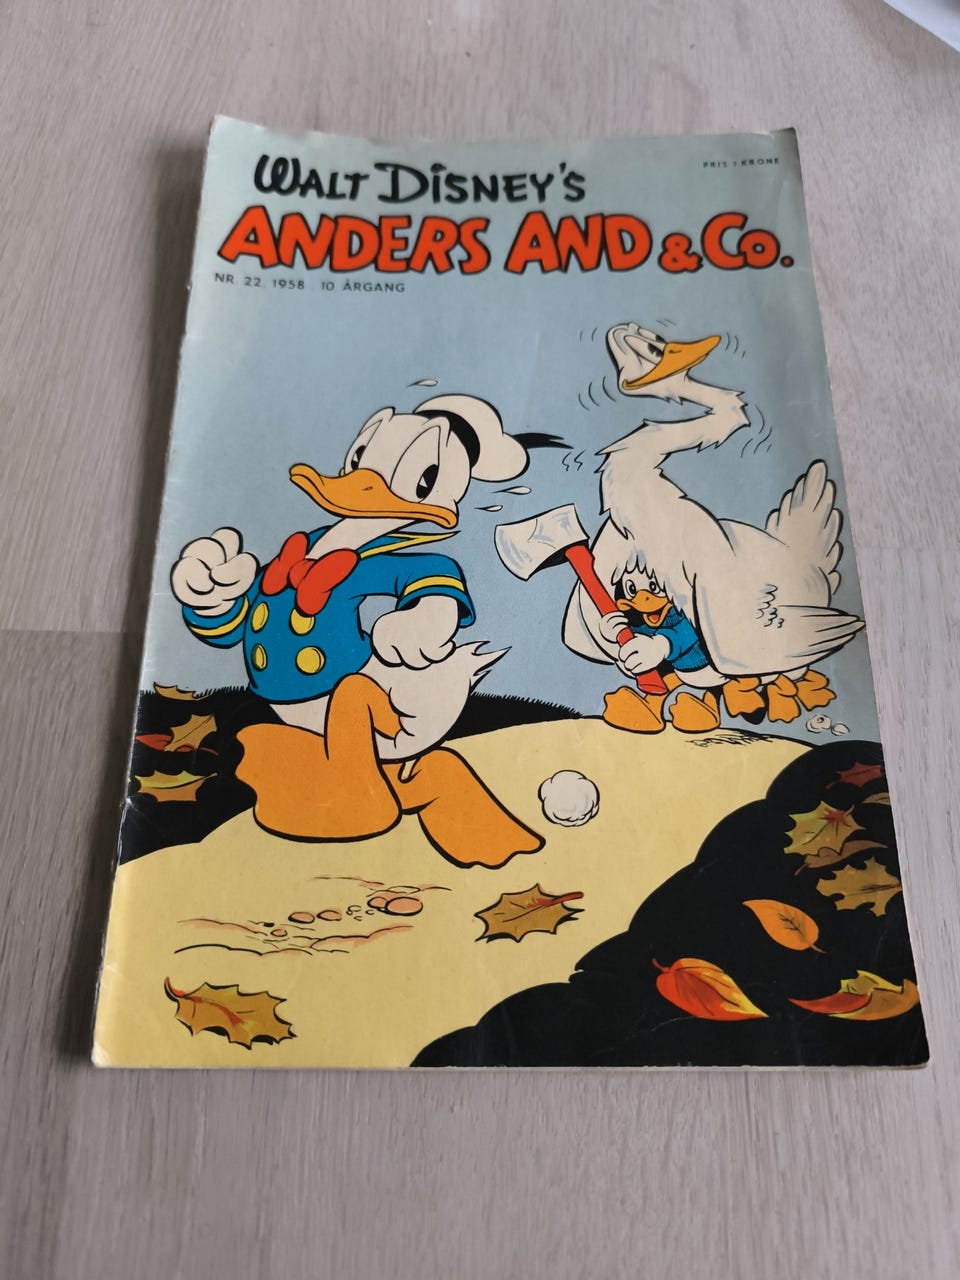 PRIS 1 KRONE
WALT DISNEY'S
ANDERS AND & Co.
NR. 22. 1958 10 ÅRGANG